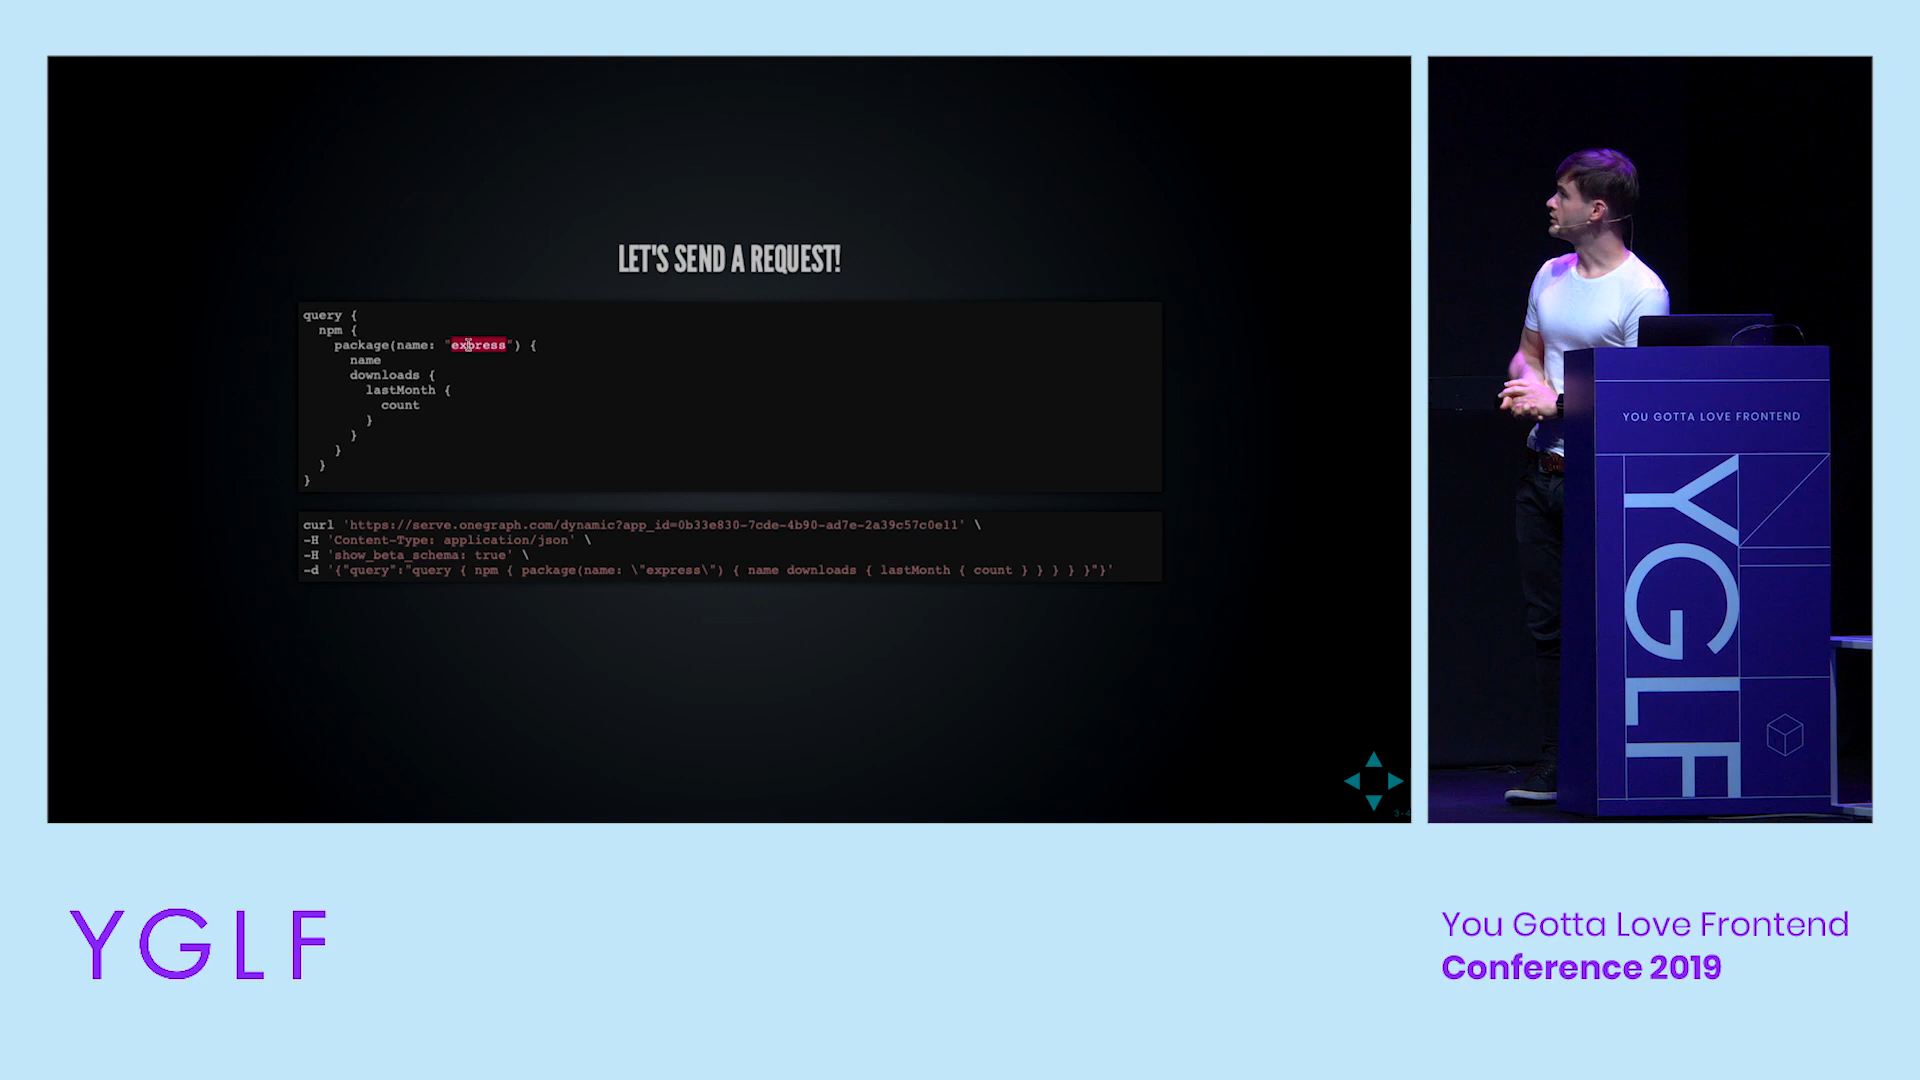 LET'S SEND A REQUEST!
query {
npm {
package(name: "express") {
name
downloads {
lastMonth {
count
}
}
}
}
}
curl 'https://serve.onegraph.com/dynamic?app_id=0b33e830-7cde-4b90-ad7e-2a39c57c0e11' \
-H 'Content-Type: application/json' \
-H 'show_beta_schema: true' \
-d '{"query":"query { npm { package(name: \"express\") { name downloads { lastMonth { count } } } } }"}'
YOU GOTTA LOVE FRONTEND
YGLF
YGLF
You Gotta Love Frontend
Conference 2019